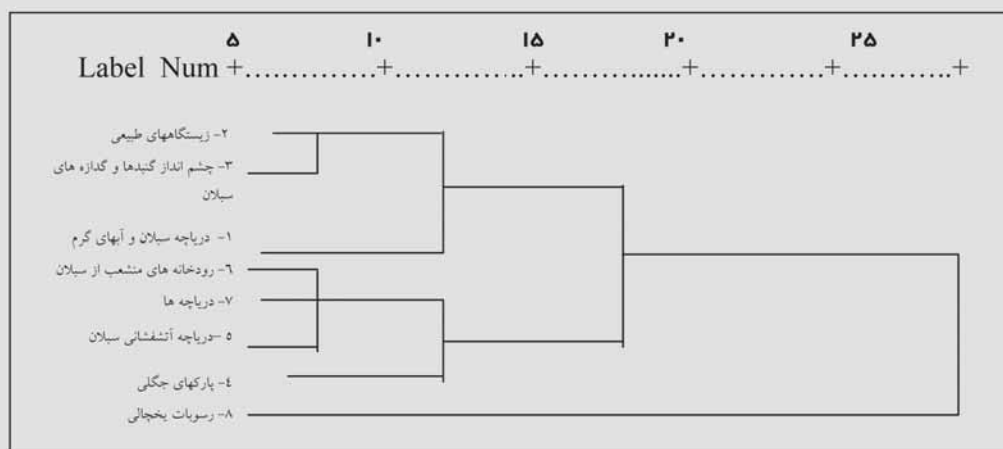 ۵ ۱۰ ۱۵ ۲۰ ۲۵
Label Num +..............+..............+..............+..............+............+
۲- زیستگاههای طبیعی
۳- چشم انداز گنبدها و گدازه های
سبلان
۱- دریاچه سبلان و آبهای گرم
٦- رودخانه های منشعب از سبلان
۷- دریاچه ها
٥ -دریاچه آتشفشانی سبلان
٤- پارکهای جگلی
۸- رسوبات یخچالی